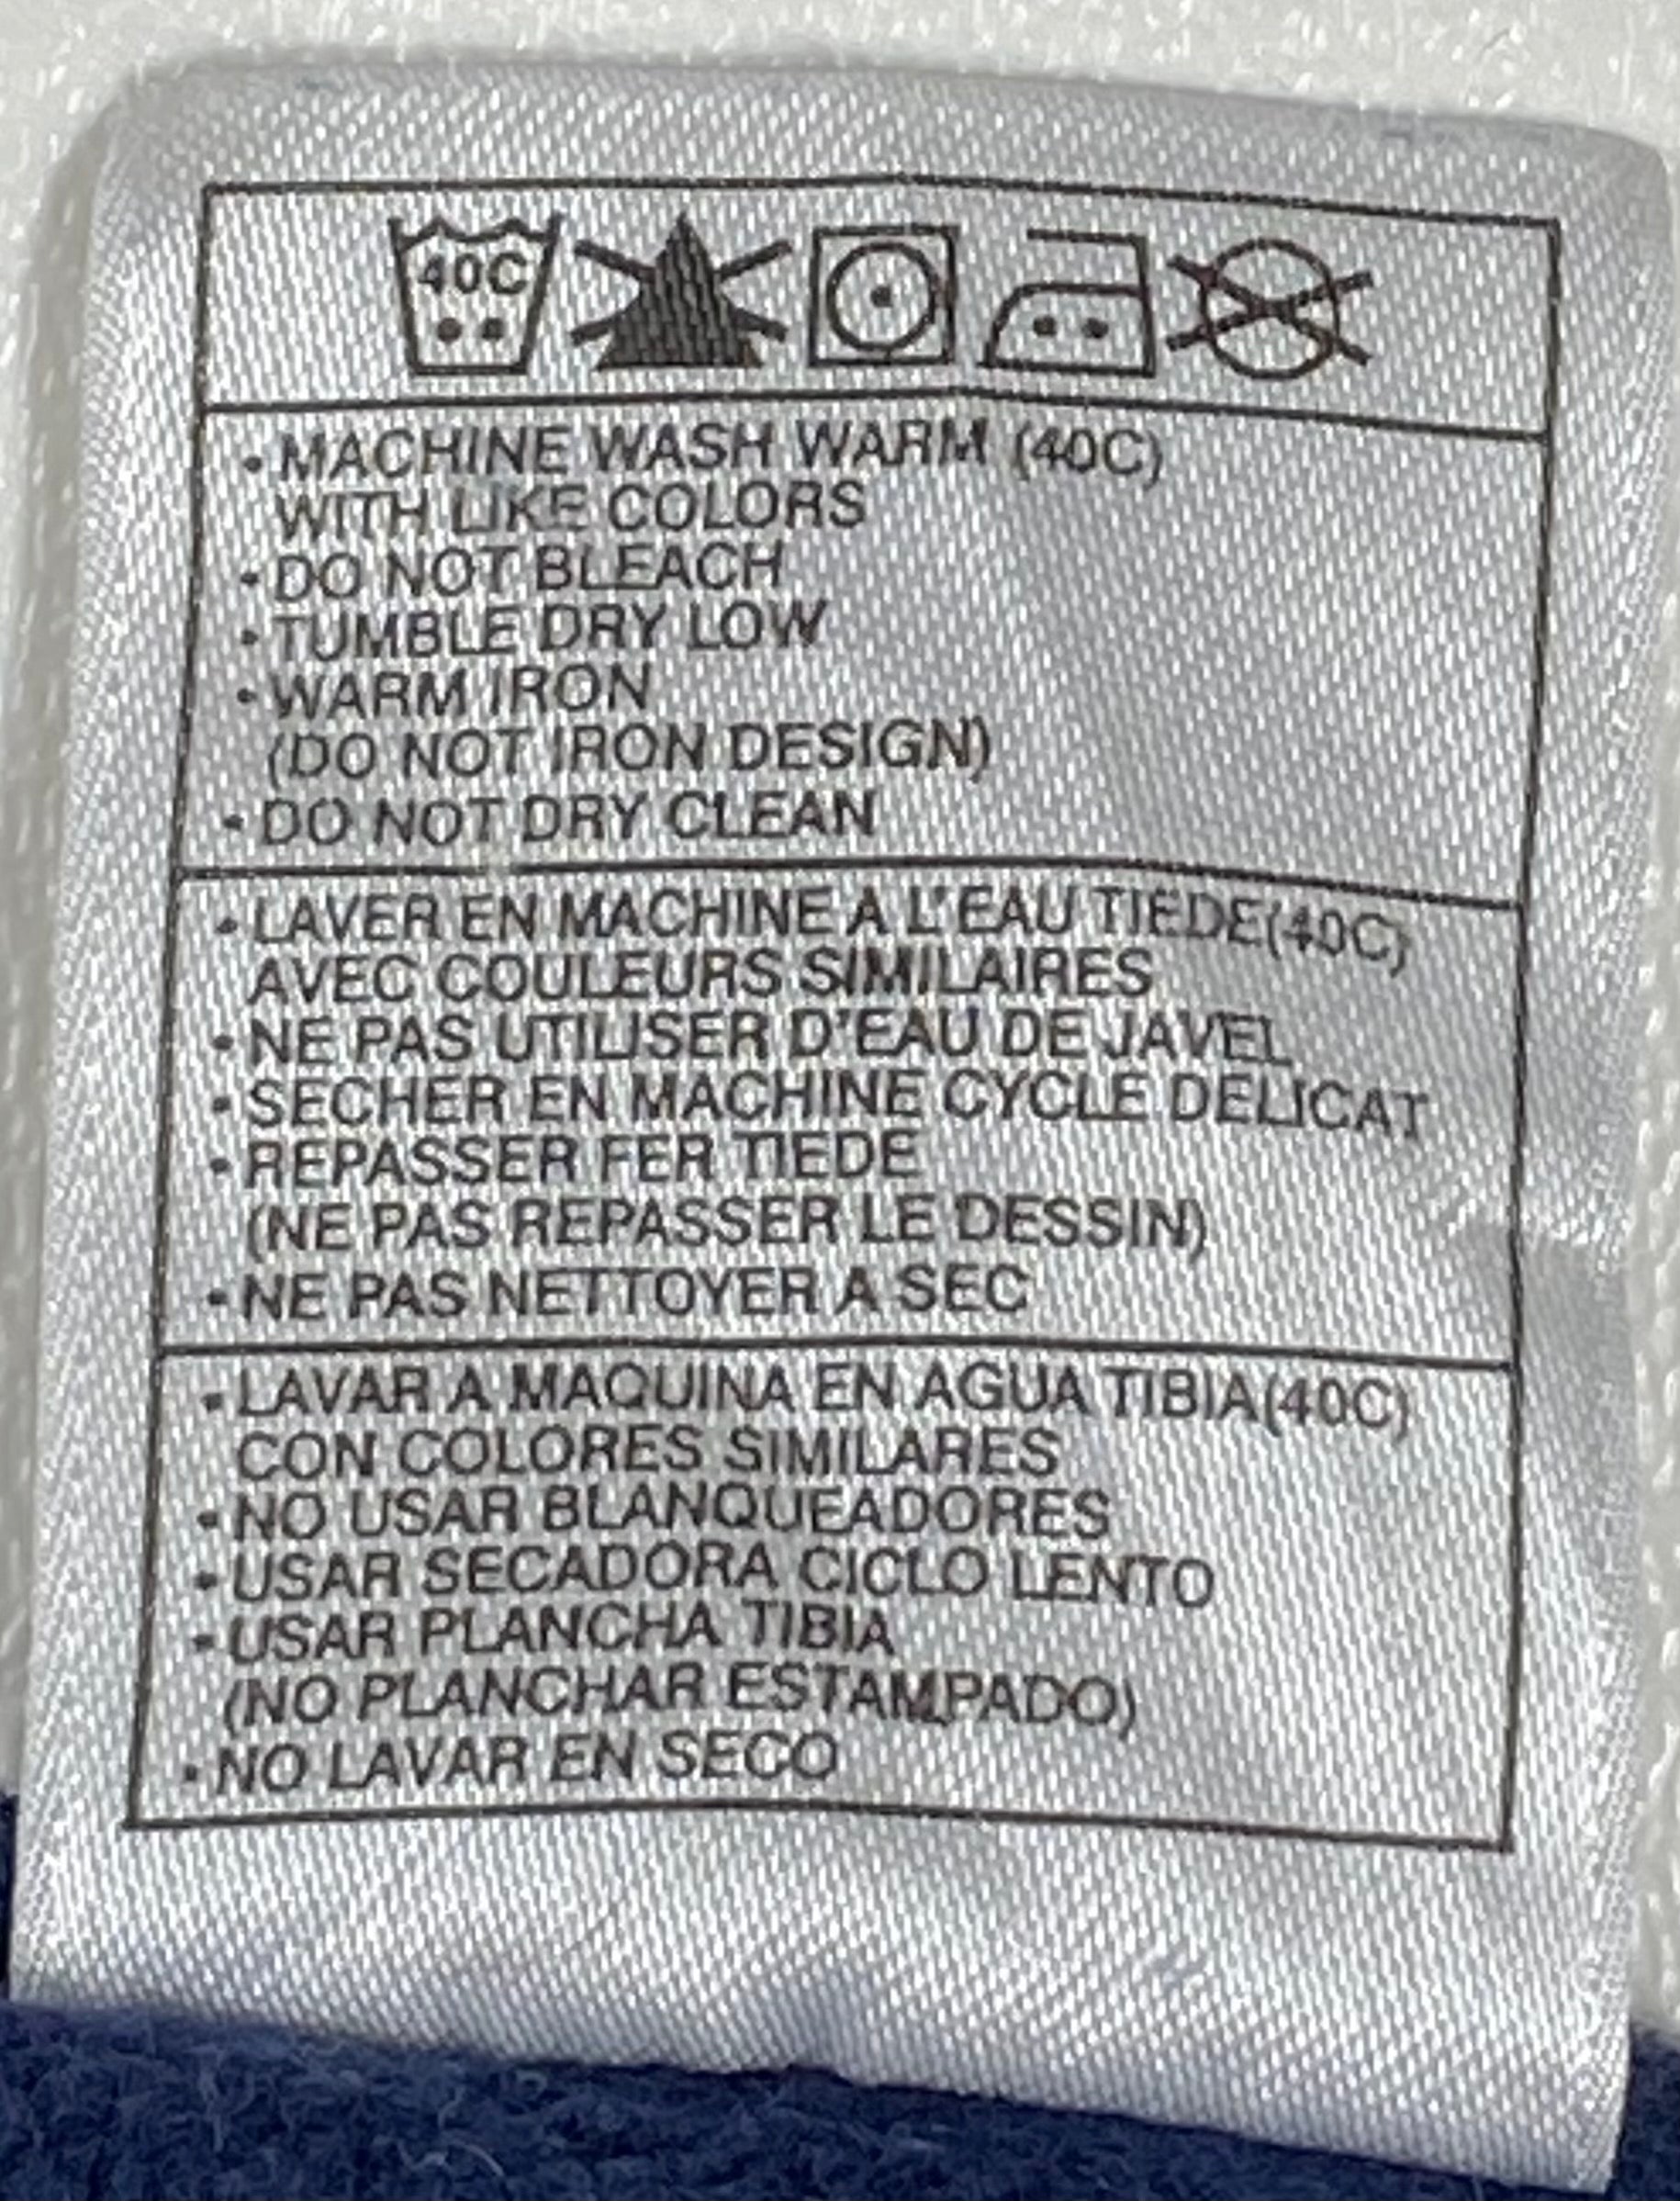 40C
• MACHINE WASH WARM (40C)
WITH LIKE COLORS
• DO NOT BLEACH
• TUMBLE DRY LOW
• WARM IRON
(DO NOT IRON DESIGN)
• DO NOT DRY CLEAN
• LAVER EN MACHINE A L'EAU TIEDE(40C)
AVEC COULEURS SIMILAIRES
• NE PAS UTILISER D'EAU DE JAVEL
• SECHER EN MACHINE CYCLE DELICAT
• REPASSER FER TIEDE
(NE PAS REPASSER LE DESSIN)
• NE PAS NETTOYER A SEC
• LAVAR A MAQUINA EN AGUA TIBIA(40C)
CON COLORES SIMILARES
• NO USAR BLANQUEADORES
• USAR SECADORA CICLO LENTO
• USAR PLANCHA TIBIA
(NO PLANCHAR ESTAMPADO)
• NO LAVAR EN SECO